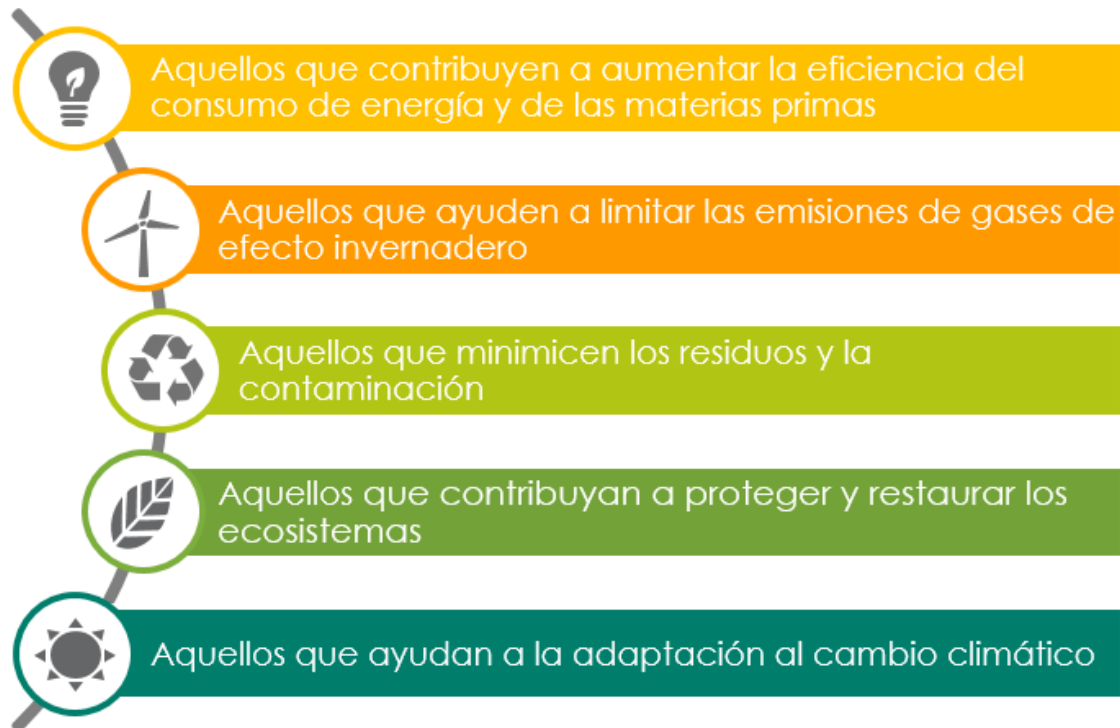 Aquellos que contribuyen a aumentar la eficiencia del
consumo de energía y de las materias primas
Aquellos que ayuden a limitar las emisiones de gases de
efecto invernadero
Aquellos que minimicen los residuos y la
contaminación
Aquellos que contribuyan a proteger y restaurar los
ecosistemas
Aquellos que ayudan a la adaptación al cambio climático